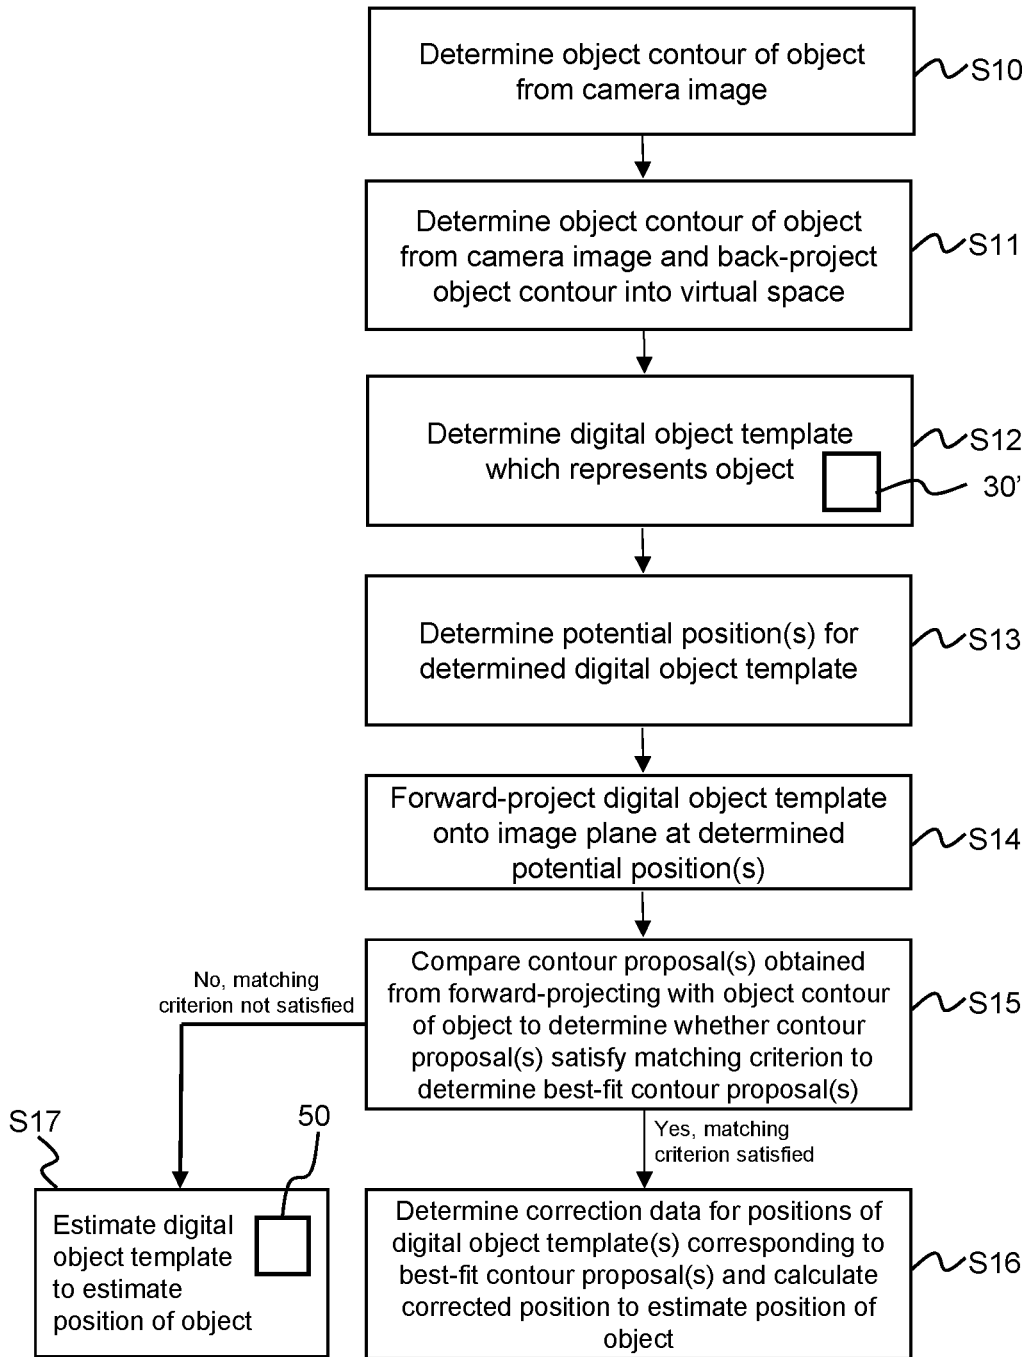 Determine object contour of object
from camera image
S10
Determine object contour of object
from camera image and back-project
object contour into virtual space
S11
Determine digital object template
which represents object
S12
30'
Determine potential position(s) for
determined digital object template
S13
Forward-project digital object template
onto image plane at determined
potential position(s)
S14
Compare contour proposal(s) obtained
from forward-projecting with object contour
of object to determine whether contour
proposal(s) satisfy matching criterion to
determine best-fit contour proposal(s)
S15
No, matching
criterion not satisfied
Yes, matching
criterion satisfied
S17
50
Estimate digital
object template
to estimate
position of object
Determine correction data for positions of
digital object template(s) corresponding to
best-fit contour proposal(s) and calculate
corrected position to estimate position of
object
S16